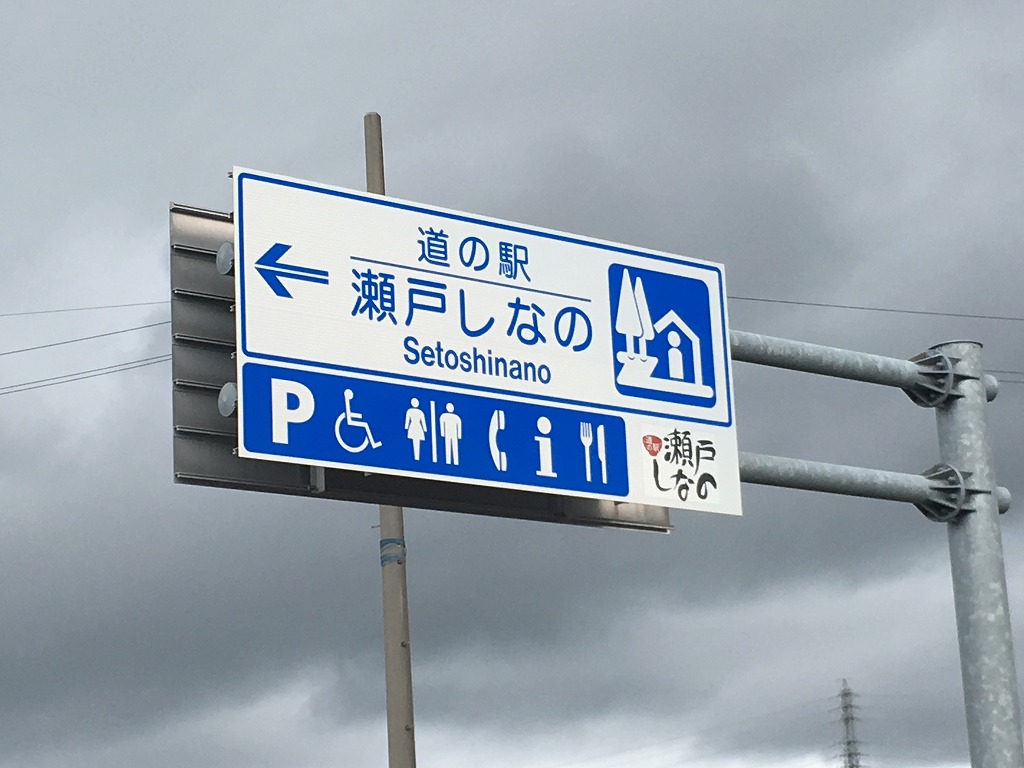 道の駅
瀬戸しなの
Setoshinano
P
瀬戸
しなの